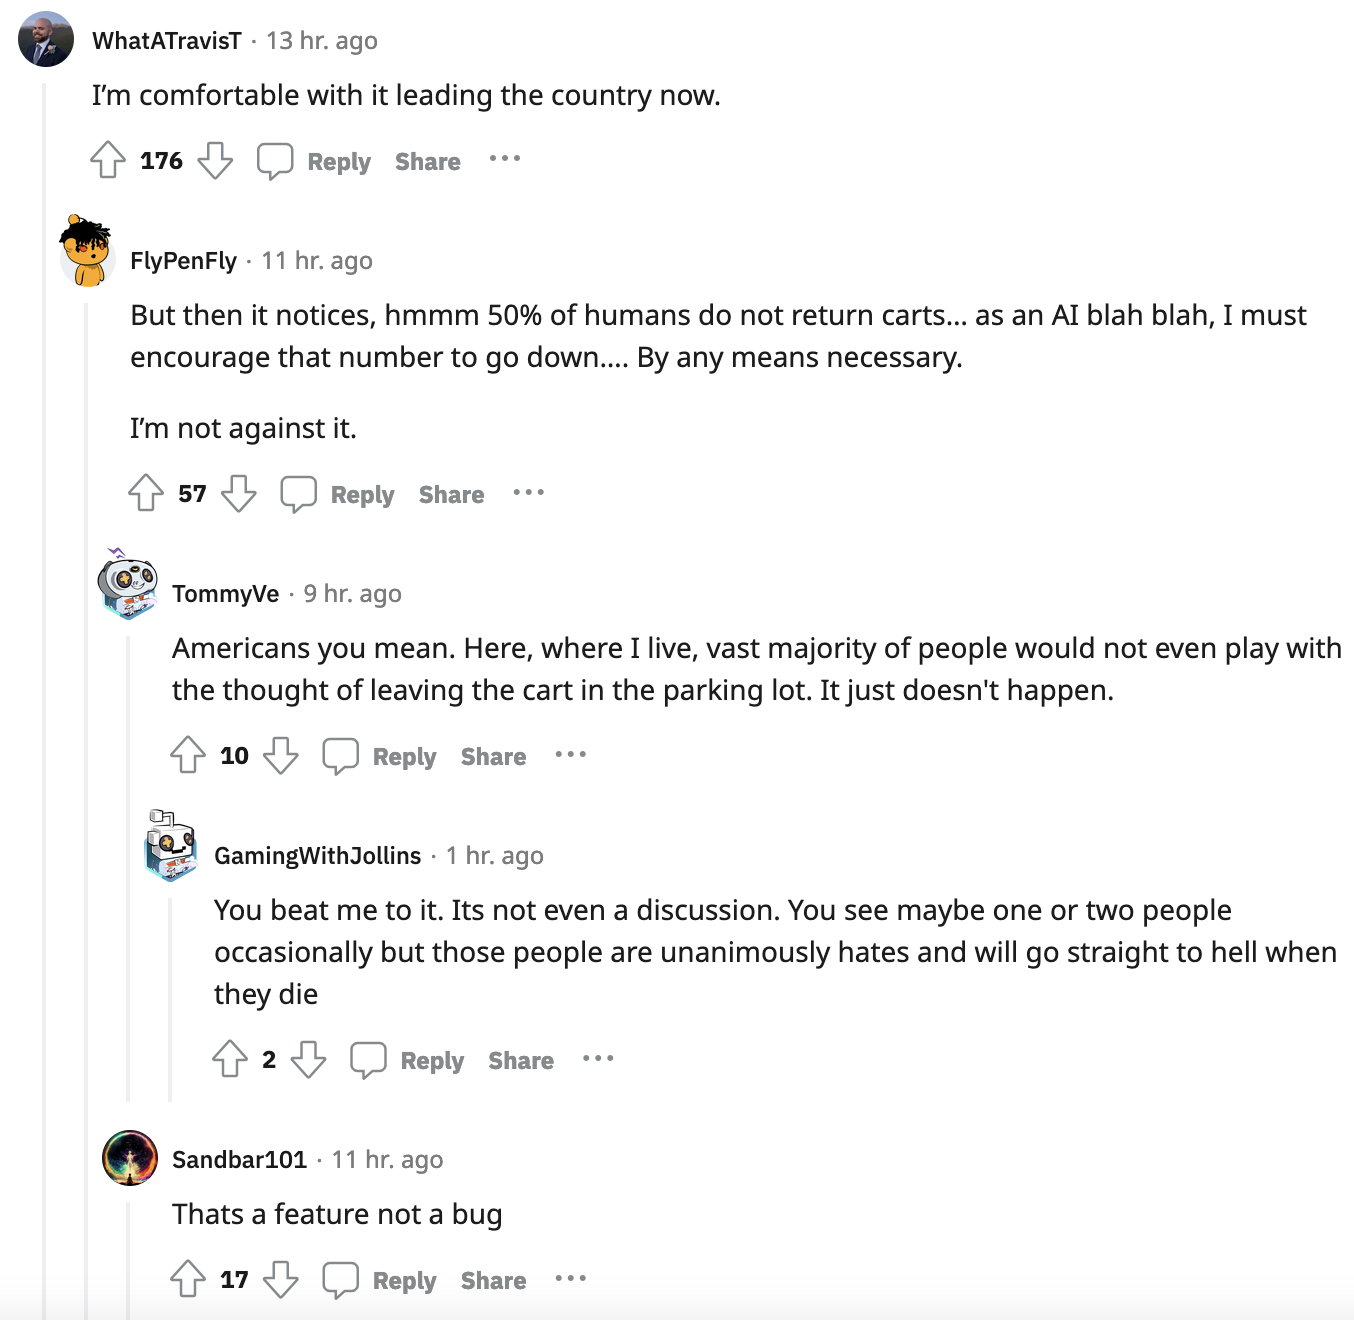 WhatATravisT · 13 hr. ago
I’m comfortable with it leading the country now.
176 Reply Share ···
FlyPenFly · 11 hr. ago
But then it notices, hmmm 50% of humans do not return carts... as an AI blah blah, I must
encourage that number to go down.... By any means necessary.
I’m not against it.
57 Reply Share ···
TommyVe · 9 hr. ago
Americans you mean. Here, where I live, vast majority of people would not even play with
the thought of leaving the cart in the parking lot. It just doesn't happen.
10 Reply Share ···
GamingWithJollins · 1 hr. ago
You beat me to it. Its not even a discussion. You see maybe one or two people
occasionally but those people are unanimously hates and will go straight to hell when
they die
2 Reply Share ···
Sandbar101 · 11 hr. ago
Thats a feature not a bug
17 Reply Share ···